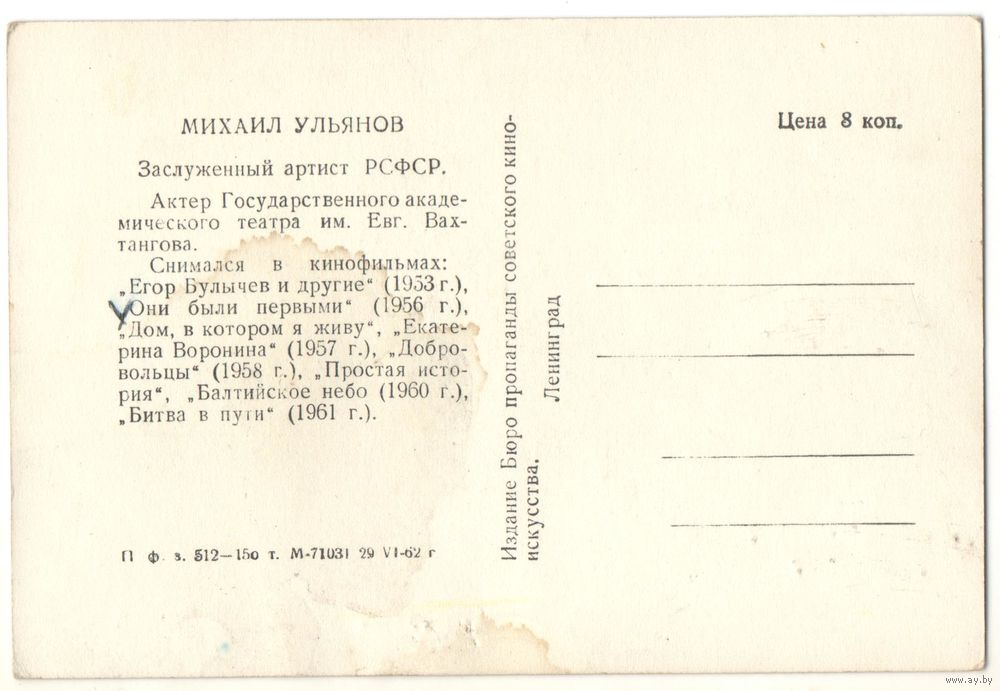 МИХАИЛ УЛЬЯНОВ
Заслуженный артист РСФСР.
Актер Государственного акаде-
мического театра им. Евг. Вах-
тангова.
Снимался в кинофильмах:
„Егор Булычев и другие“ (1953 г.),
„Они были первыми“ (1956 г.),
„Дом, в котором я живу“, „Екате-
рина Воронина“ (1957 г.), „Добро-
вольцы“ (1958 г.), „Простая исто-
рия“, „Балтийское небо (1960 г.),
„Битва в пути“ (1961 г.).
П ф. з. 512—150 т. М-71031 29 VI-62 г
Издание Бюро пропаганды советского кино-
искусства.
Ленинград
Цена 8 коп.
www.ay.by